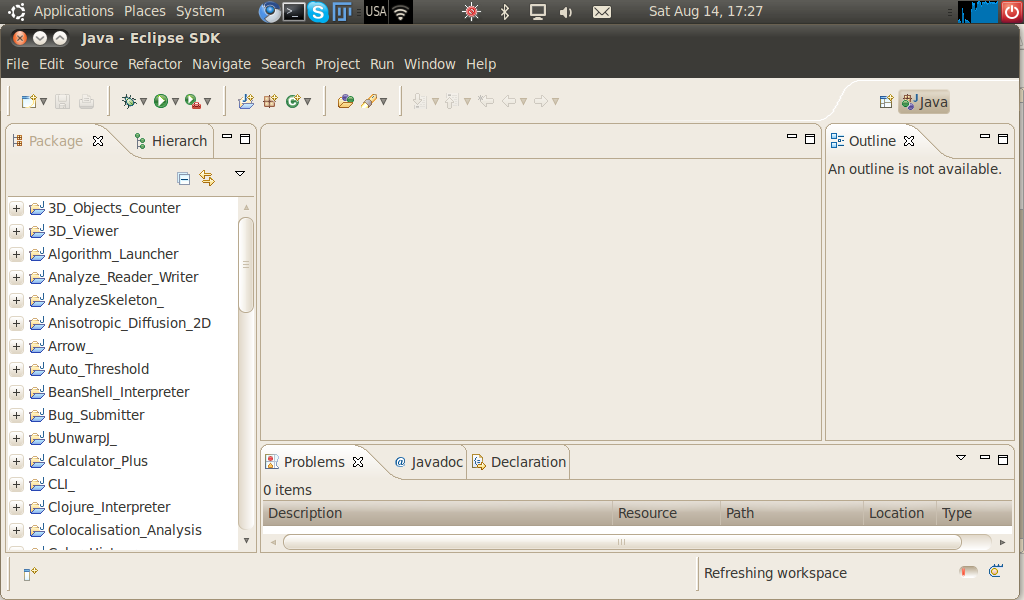 Applications Places System USA Sat Aug 14, 17:27
Java - Eclipse SDK
File Edit Source Refactor Navigate Search Project Run Window Help
Java
Package Hierarch
Outline
An outline is not available.
3D_Objects_Counter
3D_Viewer
Algorithm_Launcher
Analyze_Reader_Writer
AnalyzeSkeleton_
Anisotropic_Diffusion_2D
Arrow_
Auto_Threshold
BeanShell_Interpreter
Bug_Submitter
bUnwarpJ_
Calculator_Plus
CLI_
Clojure_Interpreter
Colocalisation_Analysis
Problems @ Javadoc Declaration
0 items
Description Resource Path Location Type
Refreshing workspace